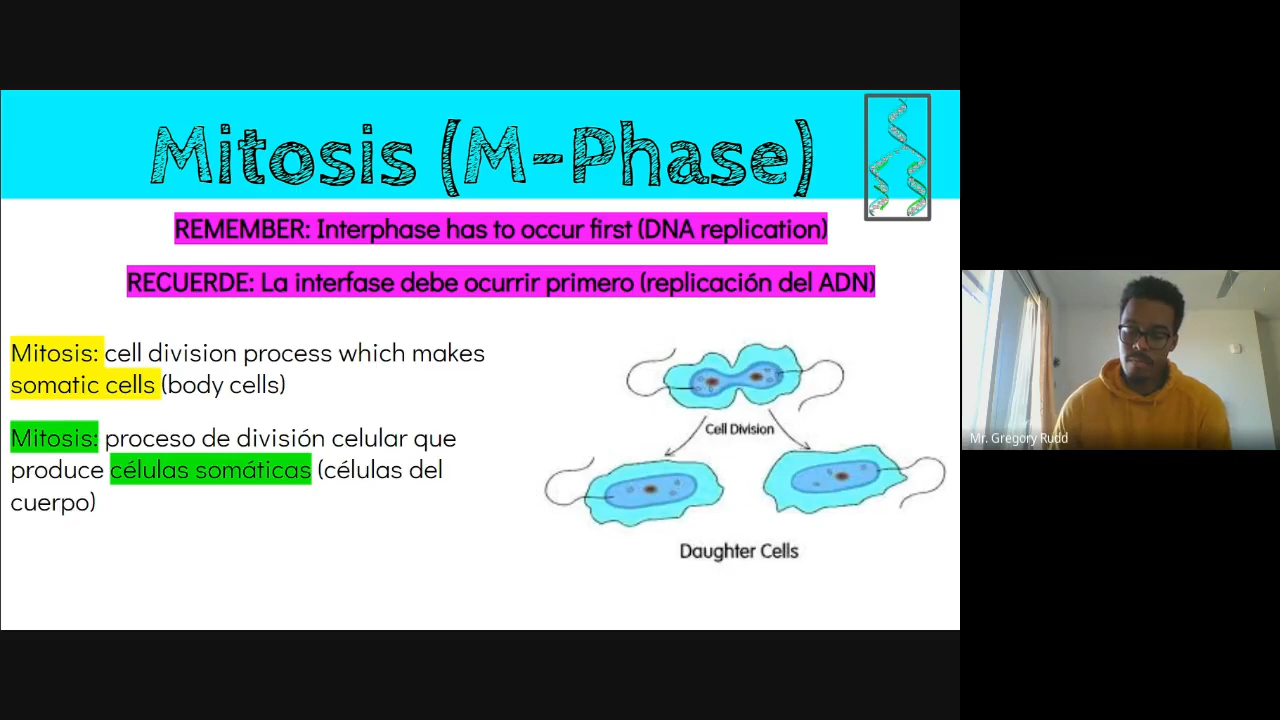 Mitosis (M-Phase)
REMEMBER: Interphase has to occur first (DNA replication)
RECUERDE: La interfase debe ocurrir primero (replicación del ADN)
Mitosis: cell division process which makes
somatic cells (body cells)
Mitosis: proceso de división celular que
produce células somáticas (células del
cuerpo)
Cell Division
Daughter Cells
Mr. Gregory Rudd